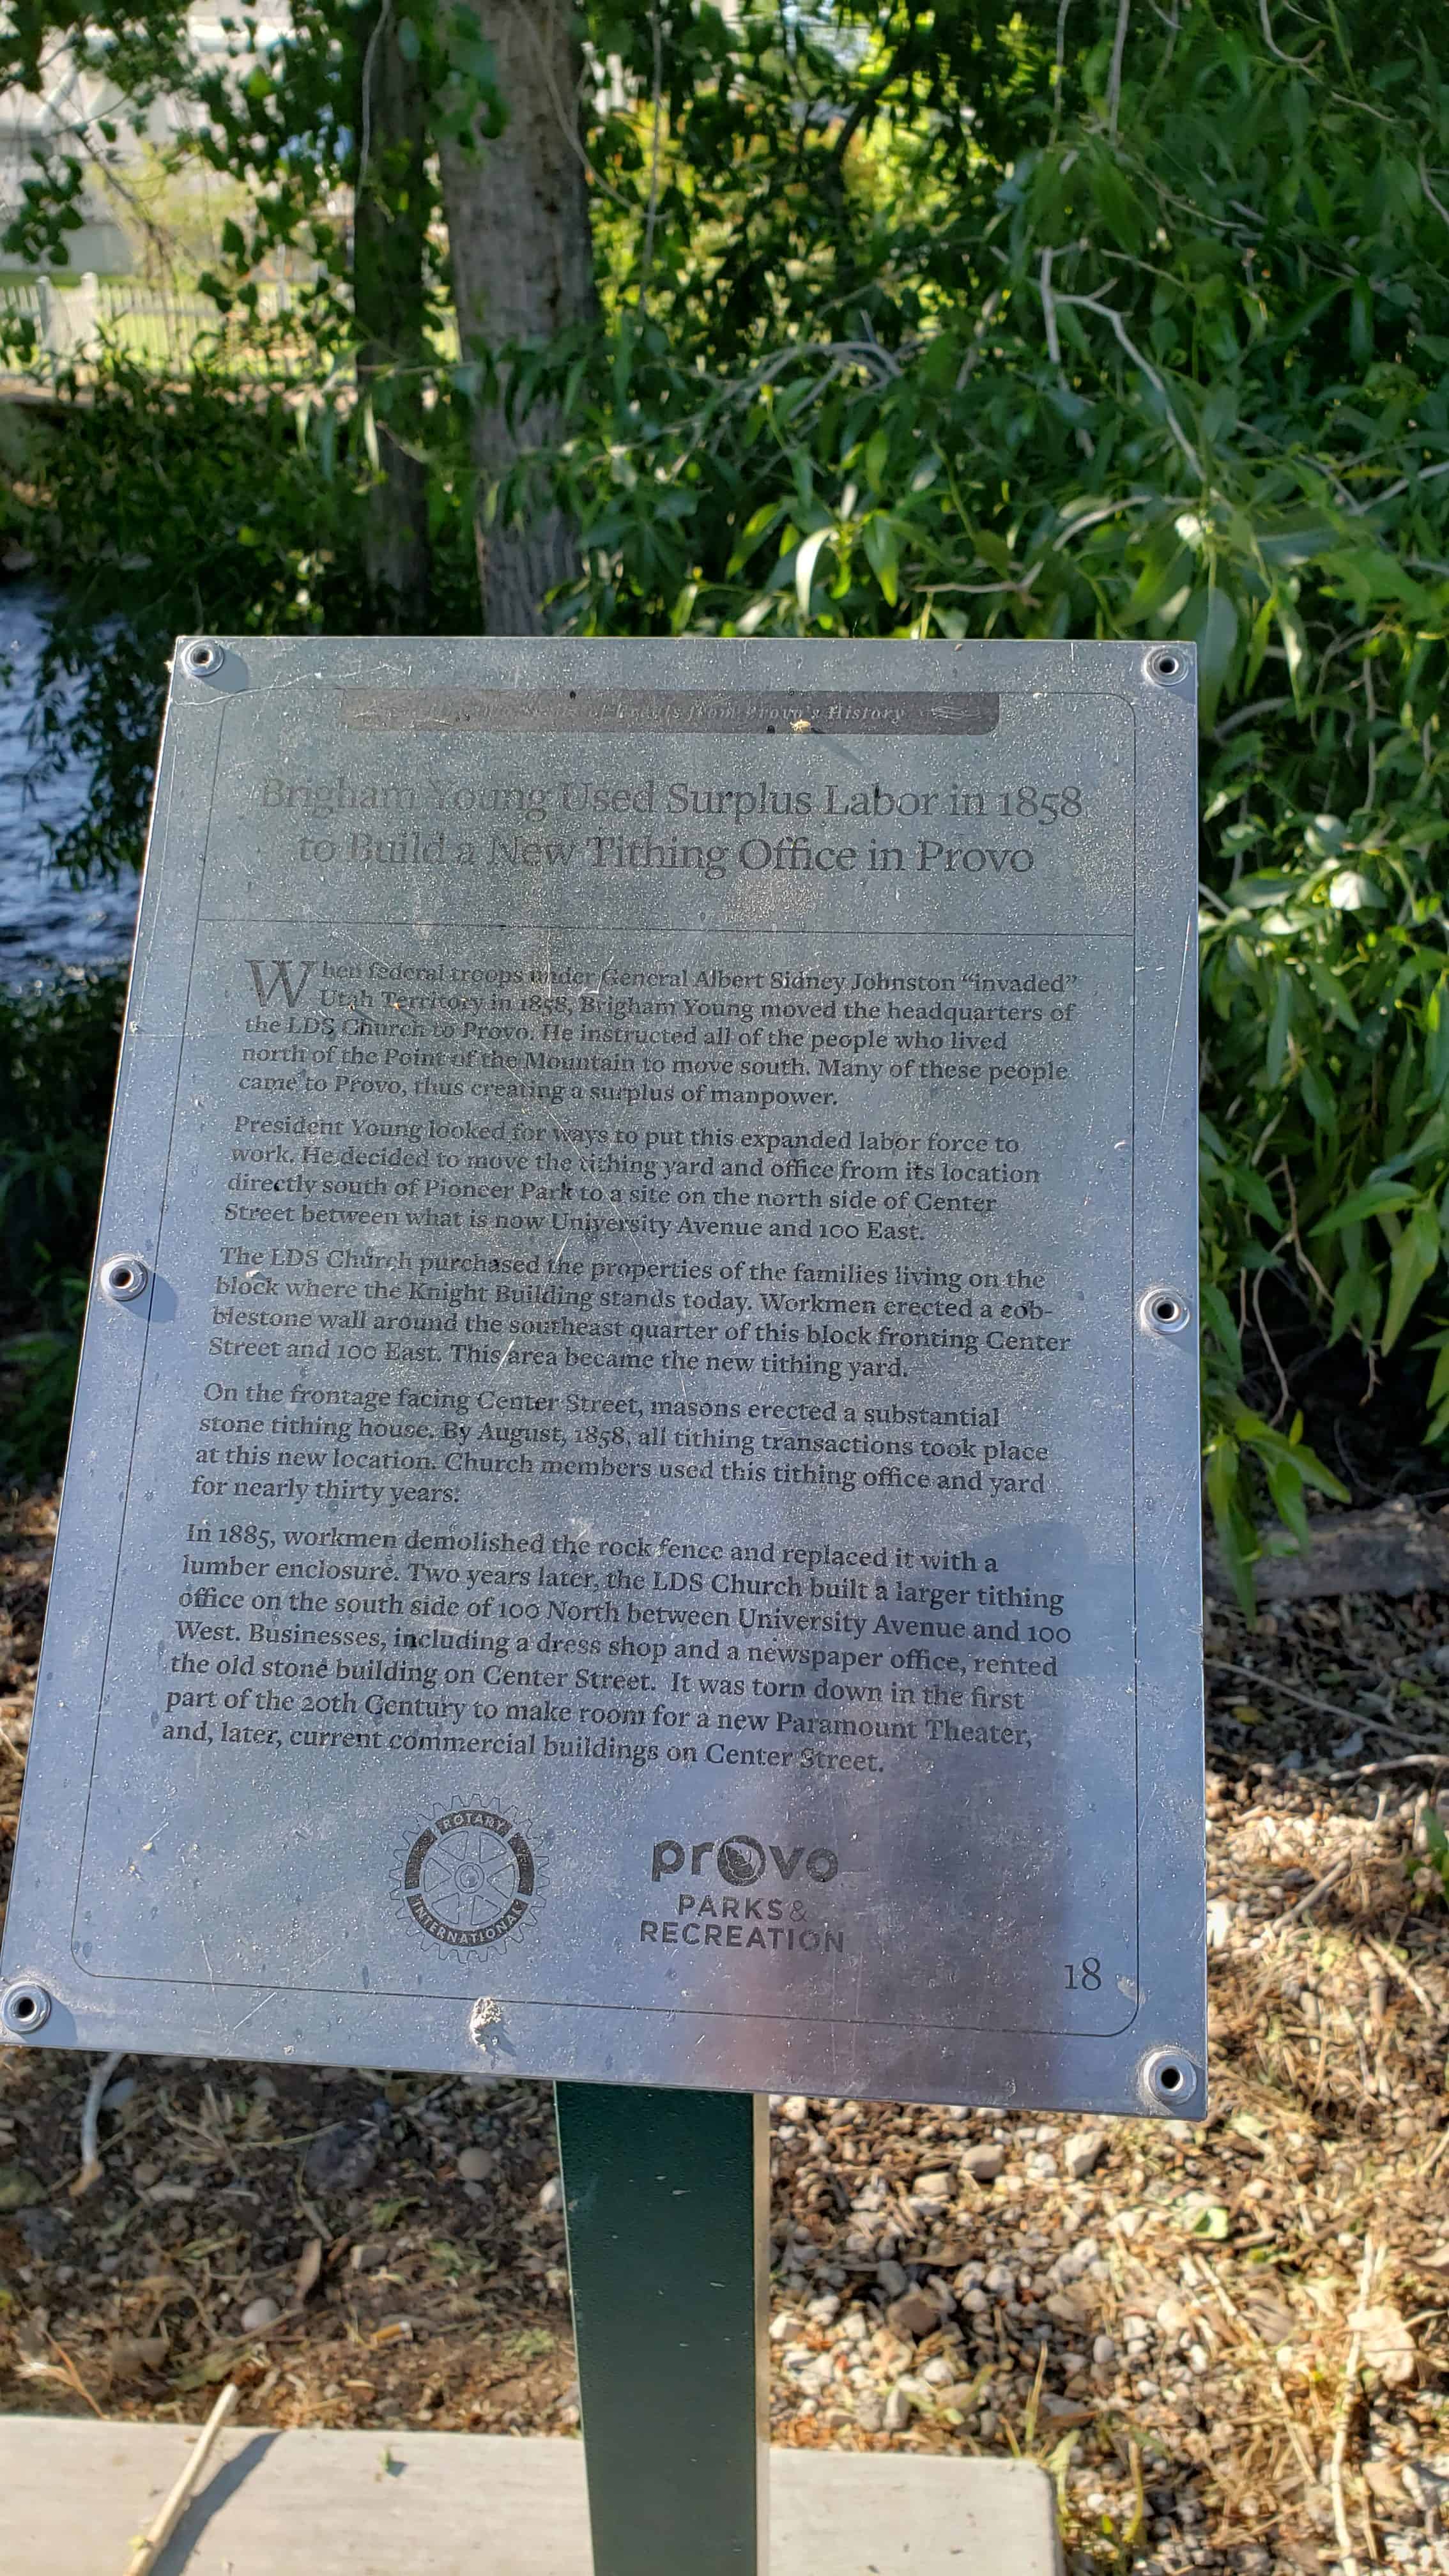 from Provo's History
Brigham Young Used Surplus Labor in 1858
to Build a New Tithing Office in Provo
When federal troops under General Albert Sidney Johnston “invaded”
Utah Territory in 1858, Brigham Young moved the headquarters of
the LDS Church to Provo. He instructed all of the people who lived
north of the Point of the Mountain to move south. Many of these people
came to Provo, thus creating a surplus of manpower.
President Young looked for ways to put this expanded labor force to
work. He decided to move the tithing yard and office from its location
directly south of Pioneer Park to a site on the north side of Center
Street between what is now University Avenue and 100 East.
The LDS Church purchased the properties of the families living on the
block where the Knight Building stands today. Workmen erected a cob-
blestone wall around the southeast quarter of this block fronting Center
Street and 100 East. This area became the new tithing yard.
On the frontage facing Center Street, masons erected a substantial
stone tithing house. By August, 1858, all tithing transactions took place
at this new location. Church members used this tithing office and yard
for nearly thirty years.
In 1885, workmen demolished the rock fence and replaced it with a
lumber enclosure. Two years later, the LDS Church built a larger tithing
office on the south side of 100 North between University Avenue and 100
West. Businesses, including a dress shop and a newspaper office, rented
the old stone building on Center Street. It was torn down in the first
part of the 20th Century to make room for a new Paramount Theater,
and, later, current commercial buildings on Center Street.
ROTARY
INTERNATIONAL
provo
PARKS &
RECREATION
18